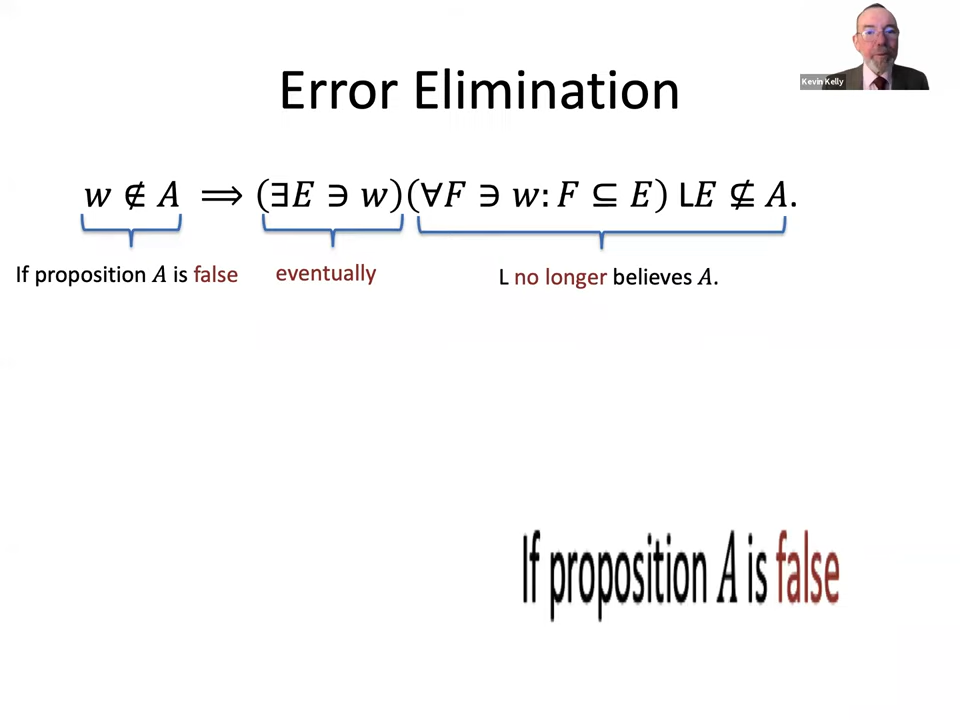 Kevin Kelly
Error Elimination
w ∉ A ⟹ (∃E ∋ w)(∀F ∋ w: F ⊆ E) LE ⊈ A.
If proposition A is false
eventually
L no longer believes A.
If proposition A is false